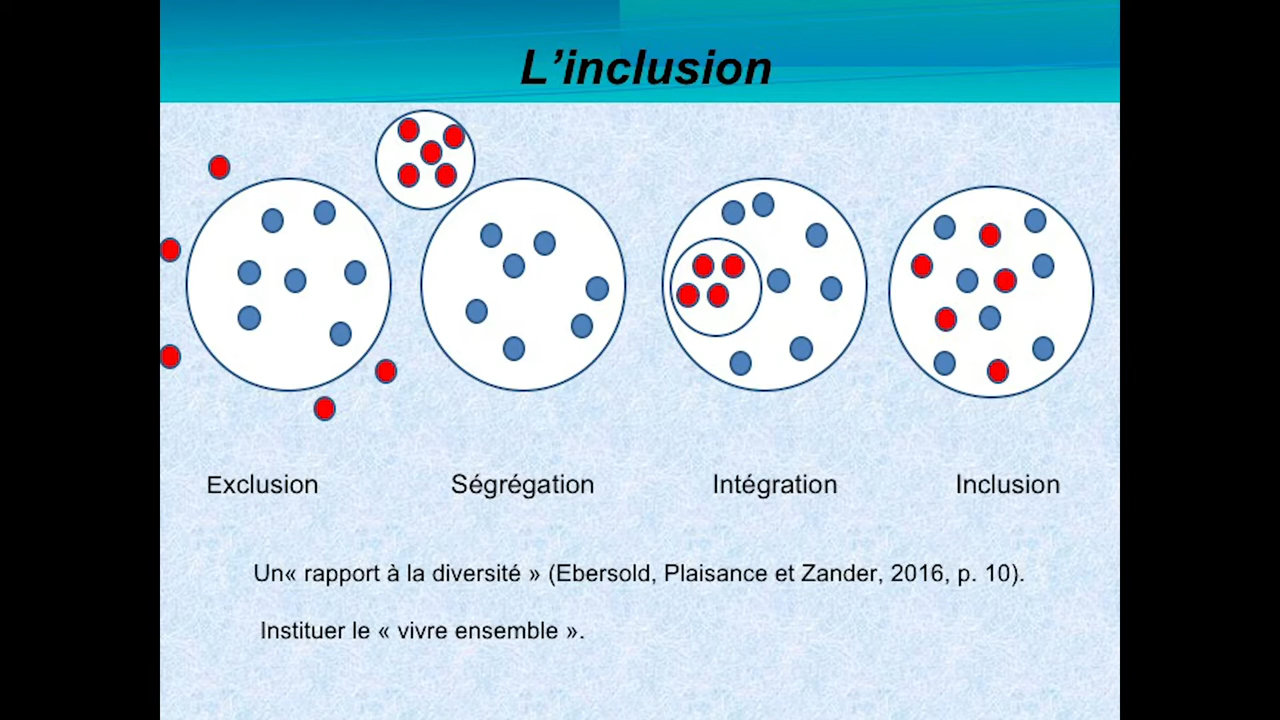 L’inclusion
Exclusion
Ségrégation
Intégration
Inclusion
Un« rapport à la diversité » (Ebersold, Plaisance et Zander, 2016, p. 10).
Instituer le « vivre ensemble ».